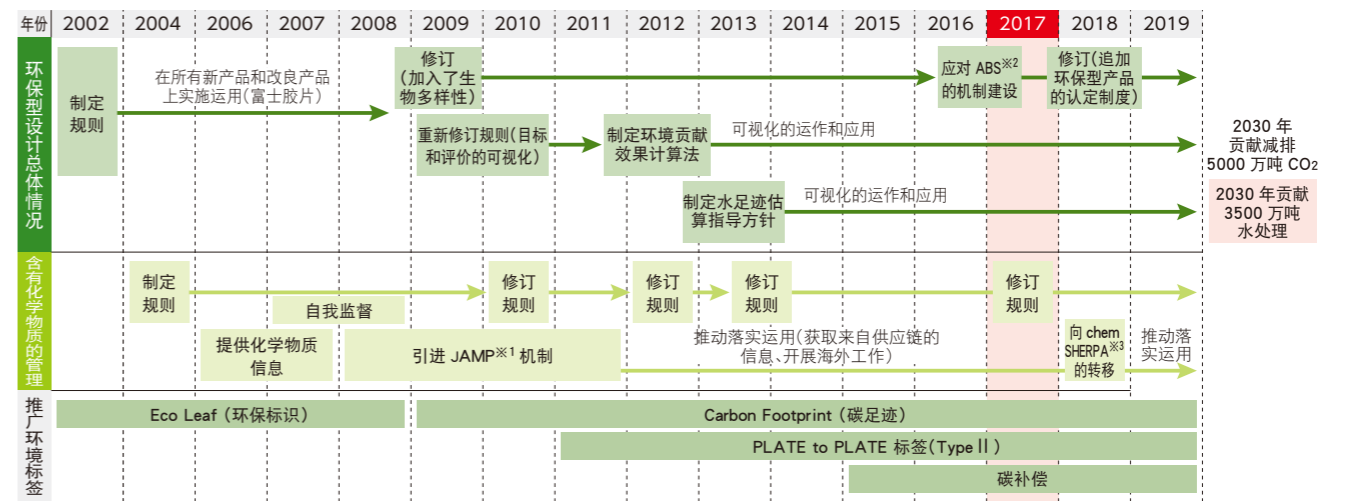 年份 2002 2004 2006 2007 2008 2009 2010 2011 2012 2013 2014 2015 2016 2017 2018 2019
环保型设计总体情况
制定
规则
在所有新产品和改良产品
上实施运用(富士胶片)
修订
(加入了生
物多样性)
应对 ABS※2
的机制建设
修订(追加
环保型产品
的认定制度)
重新修订规则(目标
和评价的可视化)
制定环境贡献
效果计算法
可视化的运作和应用
2030 年
贡献减排
5000 万吨 CO2
制定水足迹估
算指导方针
可视化的运作和应用
2030 年贡献
3500 万吨
水处理
含有化学物质的管理
制定
规则
修订
规则
修订
规则
修订
规则
修订
规则
自我监督
提供化学物质
信息
引进 JAMP※1 机制
推动落实运用(获取来自供应链的
信息、开展海外工作)
向 chem
SHERPA※3
的转移
推动落
实运用
推广环境标签
Eco Leaf (环保标识)
Carbon Footprint (碳足迹)
PLATE to PLATE 标签(Type II )
碳补偿